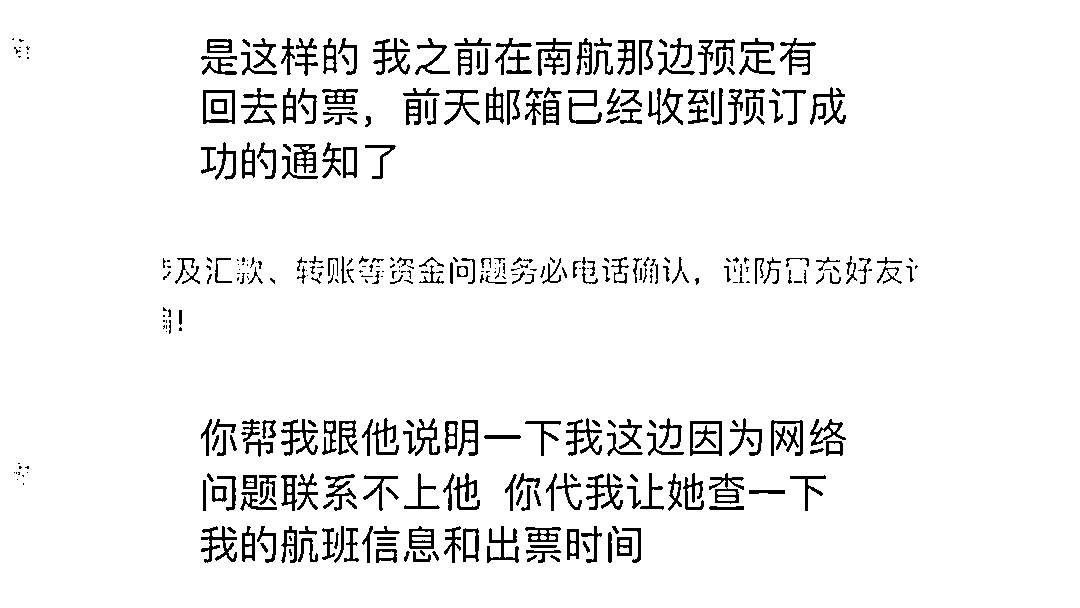 是这样的 我之前在南航那边预定有
回去的票，前天邮箱已经收到预订成
功的通知了
及汇款、转账等资金问题务必电话确认，谨防冒充好友
！
你帮我跟他说明一下我这边因为网络
问题联系不上他 你代我让她查一下
我的航班信息和出票时间